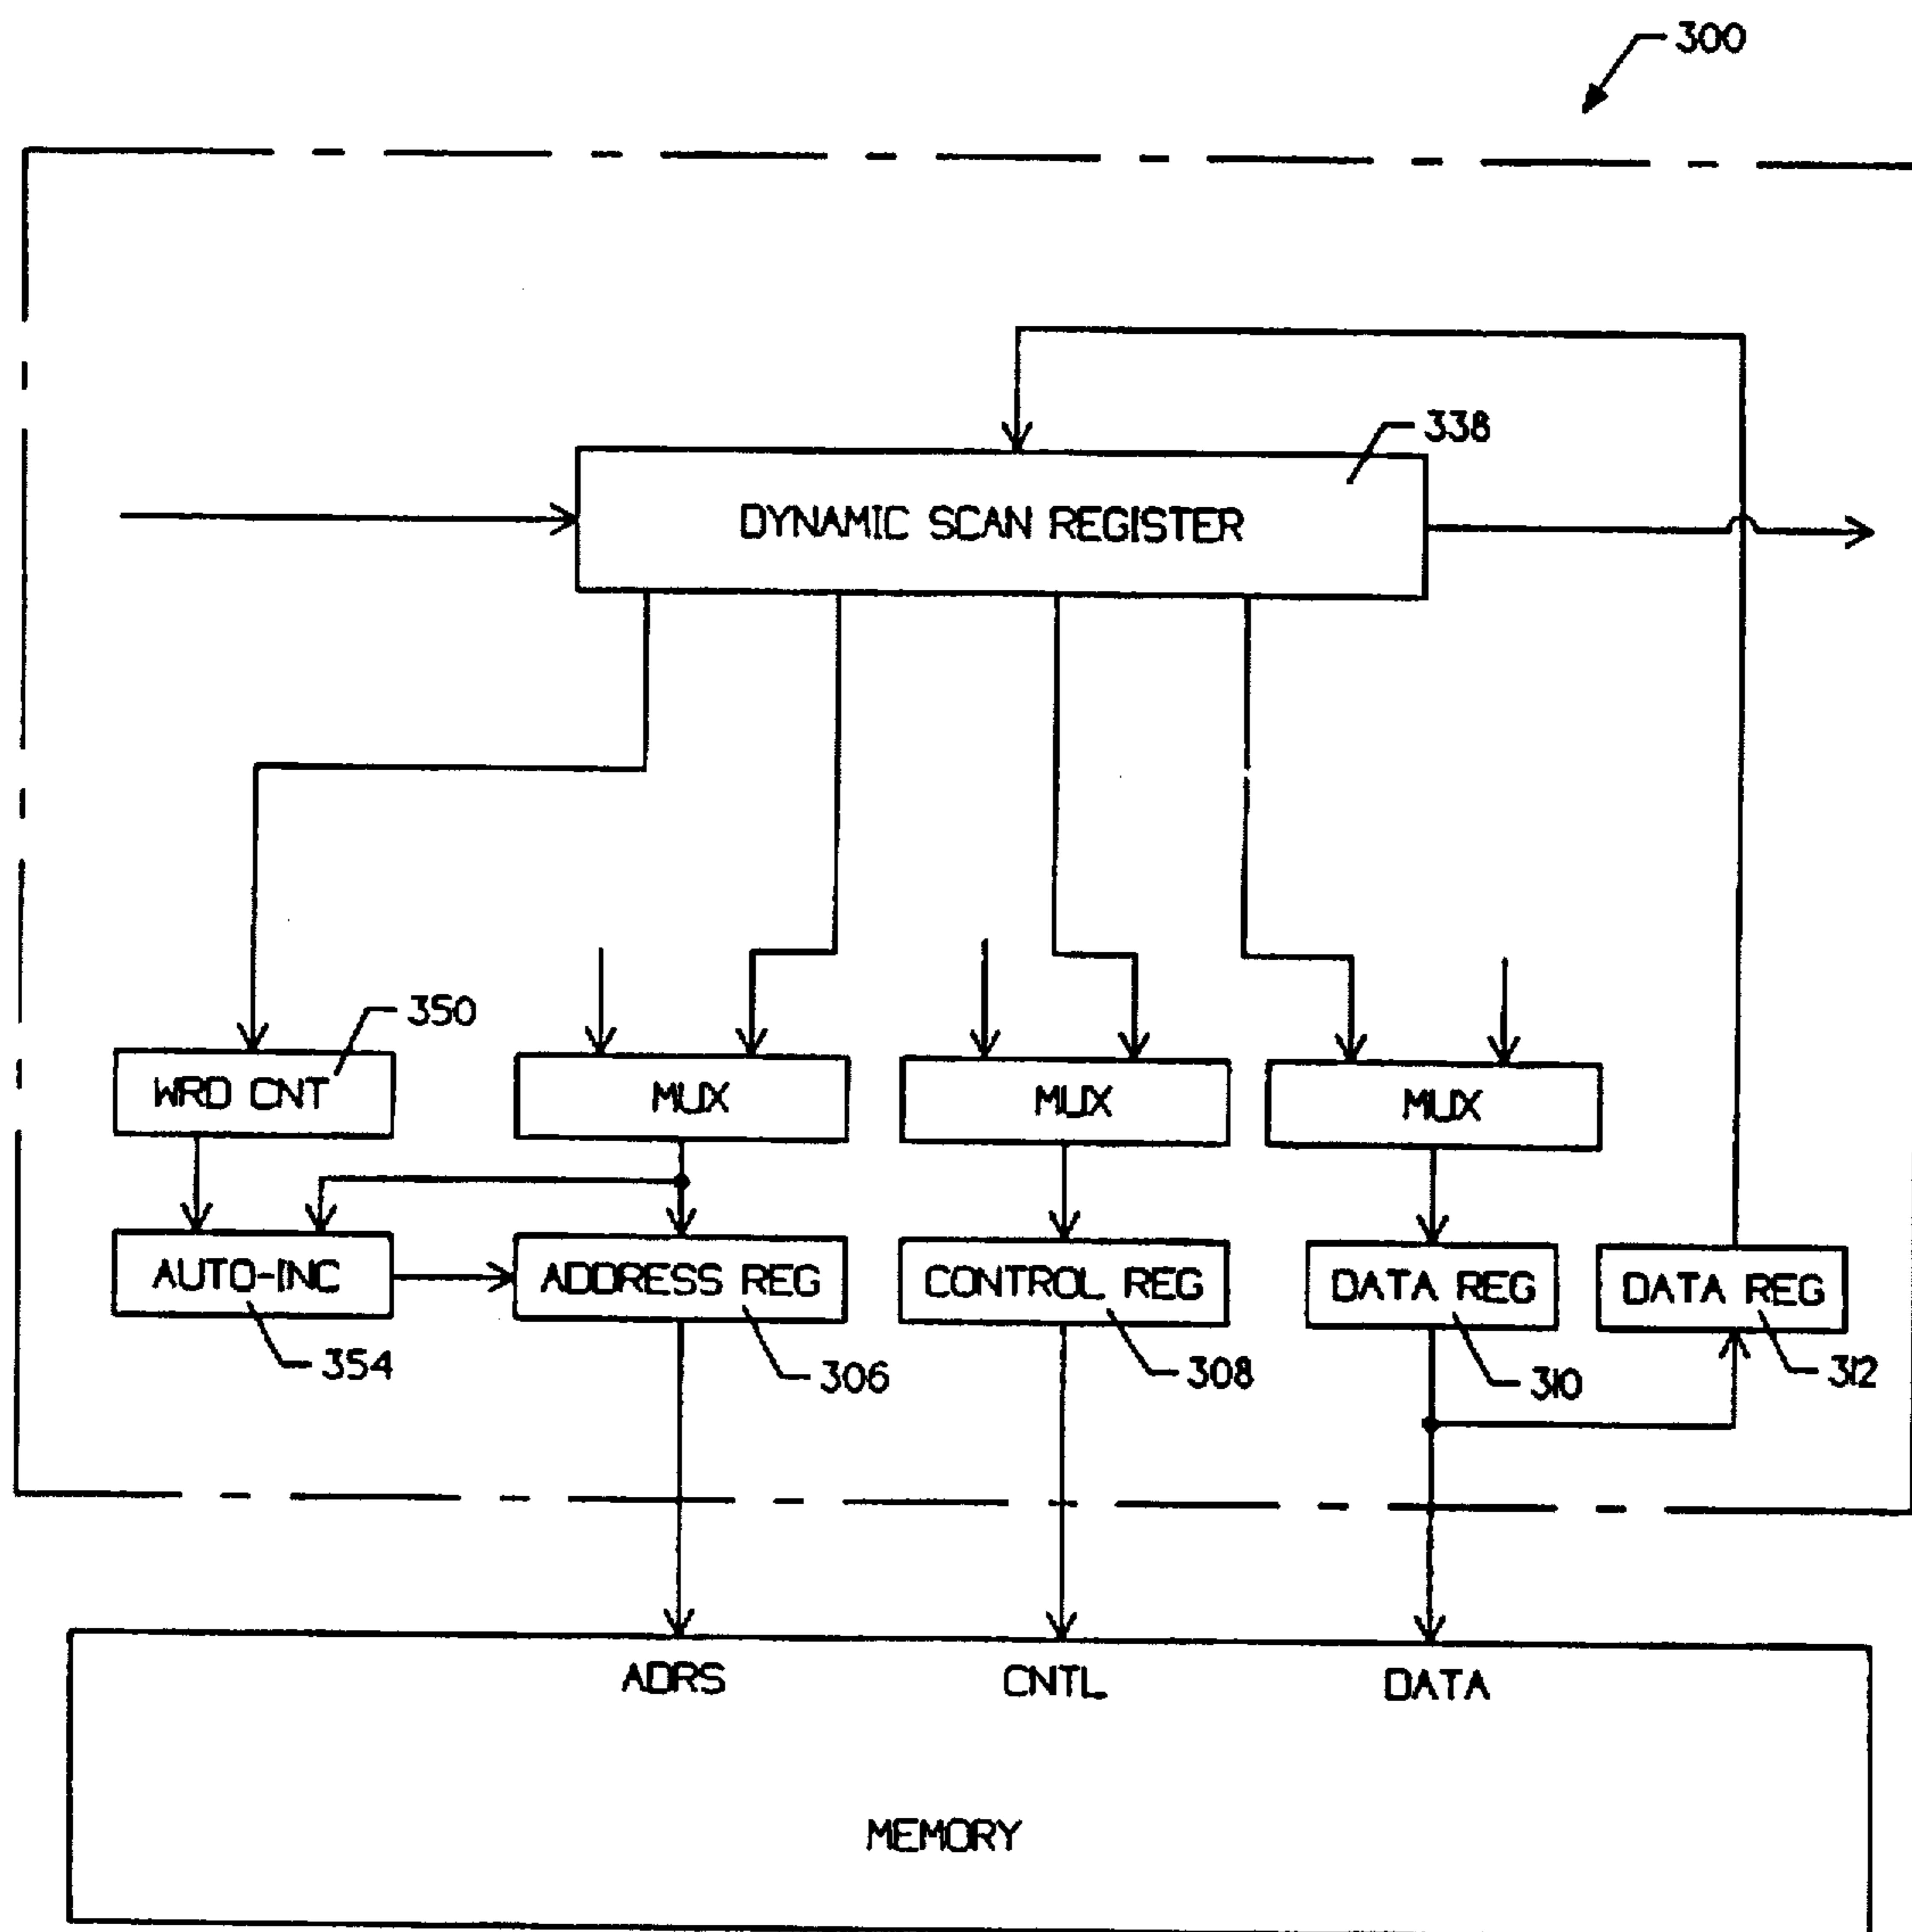 300
338
DYNAMIC SCAN REGISTER
350
WRD CNT
MUX
MUX
MUX
AUTO-INC
ADDRESS REG
CONTROL REG
DATA REG
DATA REG
354
306
308
310
312
ADRS
CNTL
DATA
MEMORY